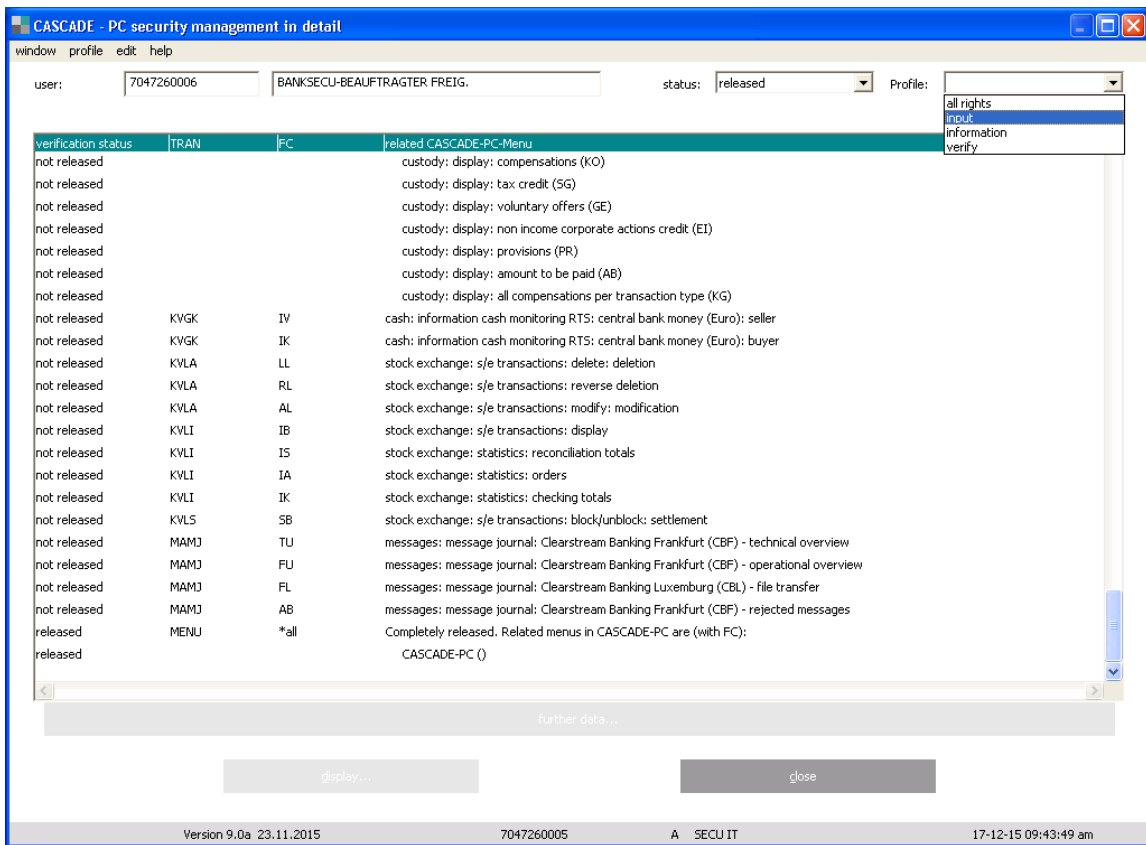 CASCADE - PC security management in detail
window profile edit help
user: 7047260006 BANKSECU-BEAUFTRAGTER FREIG. status: released Profile:
all rights
input
information
verify
verification status TRAN FC related CASCADE-PC-Menu
not released custody: display: compensations (KO)
not released custody: display: tax credit (SG)
not released custody: display: voluntary offers (GE)
not released custody: display: non income corporate actions credit (EI)
not released custody: display: provisions (PR)
not released custody: display: amount to be paid (AB)
not released custody: display: all compensations per transaction type (KG)
not released KVGK IV cash: information cash monitoring RTS: central bank money (Euro): seller
not released KVGK IK cash: information cash monitoring RTS: central bank money (Euro): buyer
not released KVLA LL stock exchange: s/e transactions: delete: deletion
not released KVLA RL stock exchange: s/e transactions: reverse deletion
not released KVLA AL stock exchange: s/e transactions: modify: modification
not released KVLI IB stock exchange: s/e transactions: display
not released KVLI IS stock exchange: statistics: reconciliation totals
not released KVLI IA stock exchange: statistics: orders
not released KVLI IK stock exchange: statistics: checking totals
not released KVLS SB stock exchange: s/e transactions: block/unblock: settlement
not released MAMJ TU messages: message journal: Clearstream Banking Frankfurt (CBF) - technical overview
not released MAMJ FU messages: message journal: Clearstream Banking Frankfurt (CBF) - operational overview
not released MAMJ FL messages: message journal: Clearstream Banking Luxemburg (CBL) - file transfer
not released MAMJ AB messages: message journal: Clearstream Banking Frankfurt (CBF) - rejected messages
released MENU *all Completely released. Related menus in CASCADE-PC are (with FC):
released CASCADE-PC ()
further data...
display... close
Version 9.0a 23.11.2015 7047260005 A SECU IT 17-12-15 09:43:49 am